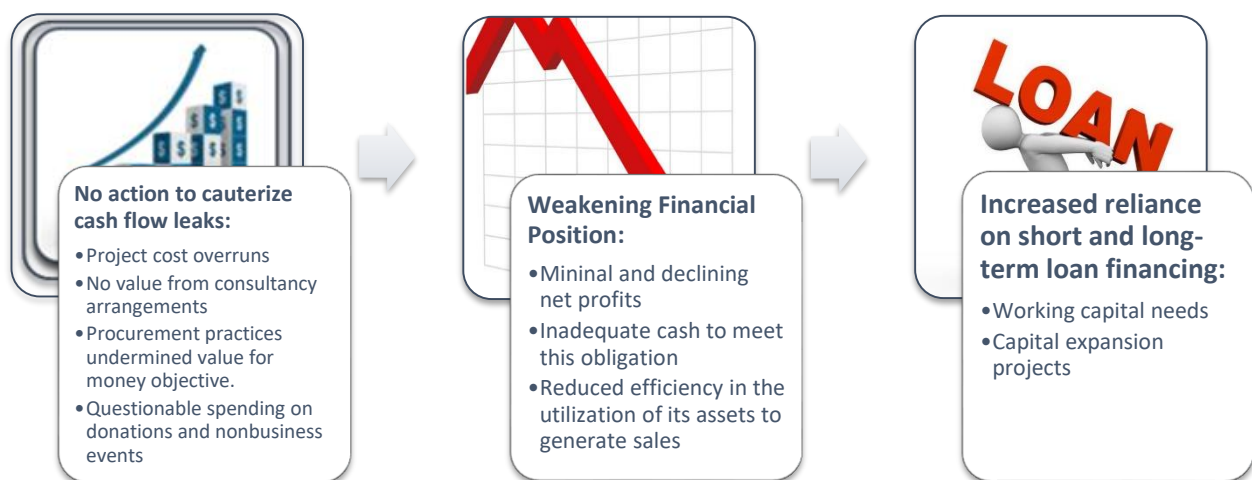 No action to cauterize
cash flow leaks:
•Project cost overruns
•No value from consultancy
arrangements
•Procurement practices
undermined value for
money objective.
•Questionable spending on
donations and nonbusiness
events
Weakening Financial
Position:
•Mininal and declining
net profits
•Inadequate cash to meet
this obligation
•Reduced efficiency in the
utilization of its assets to
generate sales
LOAN
Increased reliance
on short and long-
term loan financing:
•Working capital needs
•Capital expansion
projects
$ $ $ $ $ $ $